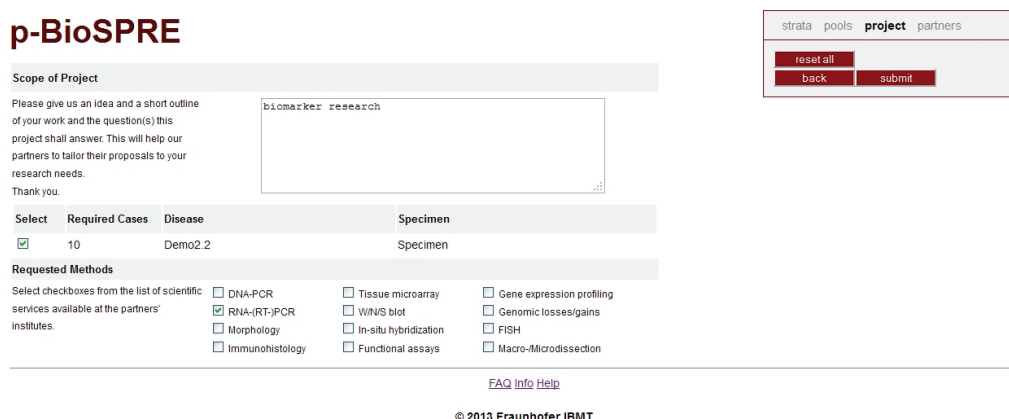 p-BioSPRE
strata pools project partners
reset all
back submit
Scope of Project
Please give us an idea and a short outline
of your work and the question(s) this
project shall answer. This will help our
partners to tailor their proposals to your
research needs.
Thank you.
biomarker research
Select Required Cases Disease Specimen
10 Demo2.2 Specimen
Requested Methods
Select checkboxes from the list of scientific
services available at the partners'
institutes.
DNA-PCR Tissue microarray Gene expression profiling
RNA-(RT-)PCR W/N/S blot Genomic losses/gains
Morphology In-situ hybridization FISH
Immunohistology Functional assays Macro-/Microdissection
FAQ Info Help
© 2013 Fraunhofer IBMT